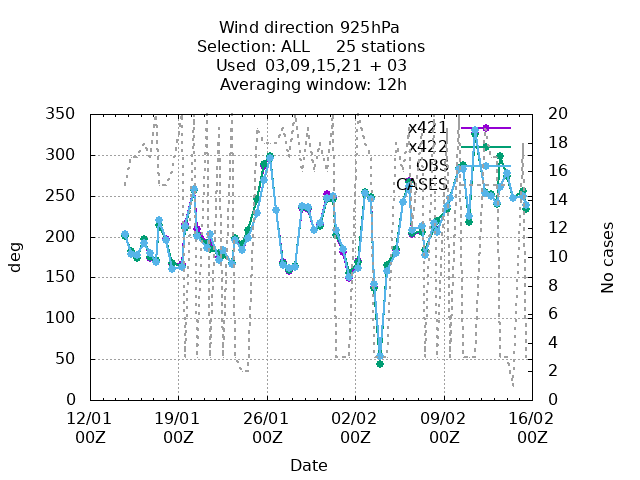 Wind direction 925hPa
Selection: ALL     25 stations
Used 03,09,15,21 + 03
Averaging window: 12h
350 20
x421
x422
OBS
CASES
300
250
200
150
100
50
0
18
16
14
12
10
8
6
4
2
0
deg
No cases
12/01 19/01 26/01 02/02 09/02 16/02
00Z 00Z 00Z 00Z 00Z 00Z
Date